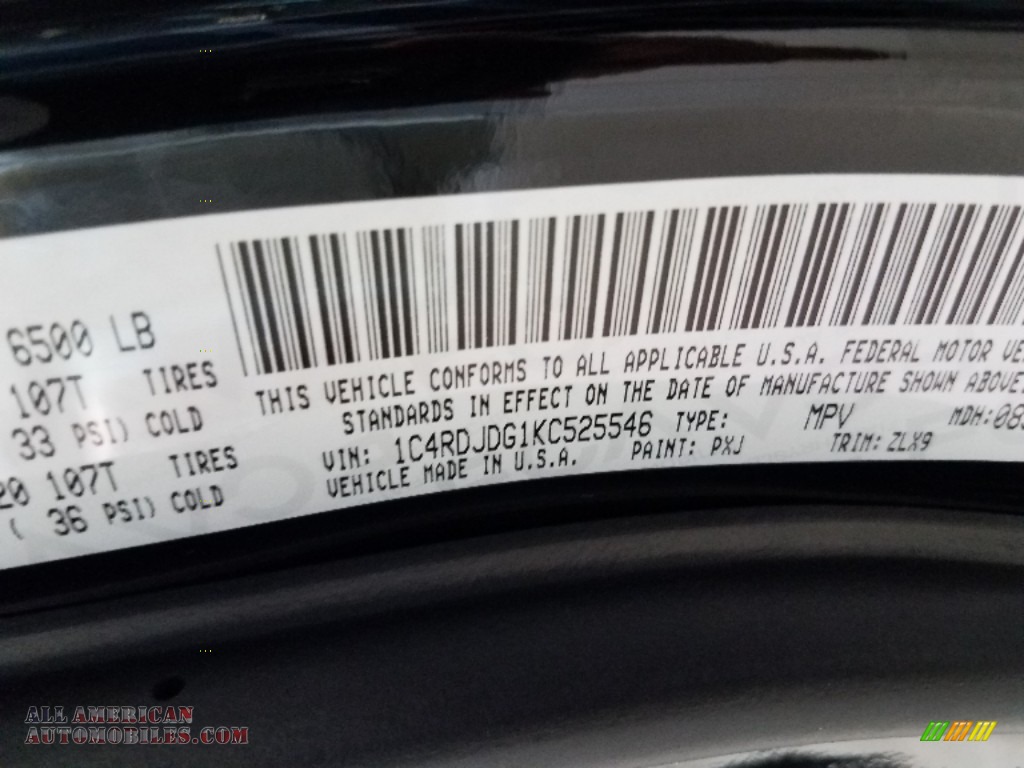 6500 LB
107T TIRES
33 PSI) COLD
20 107T TIRES
( 36 PSI) COLD
THIS VEHICLE CONFORMS TO ALL APPLICABLE U.S.A. FEDERAL MOTOR VE
STANDARDS IN EFFECT ON THE DATE OF MANUFACTURE SHOWN ABOVE
VIN: 1C4RDJDG1KC525546 TYPE: MPV MDH:08
VEHICLE MADE IN U.S.A. PAINT: PXJ TRIM: ZLX9
ALL AMERICAN
AUTOMOBILES.COM